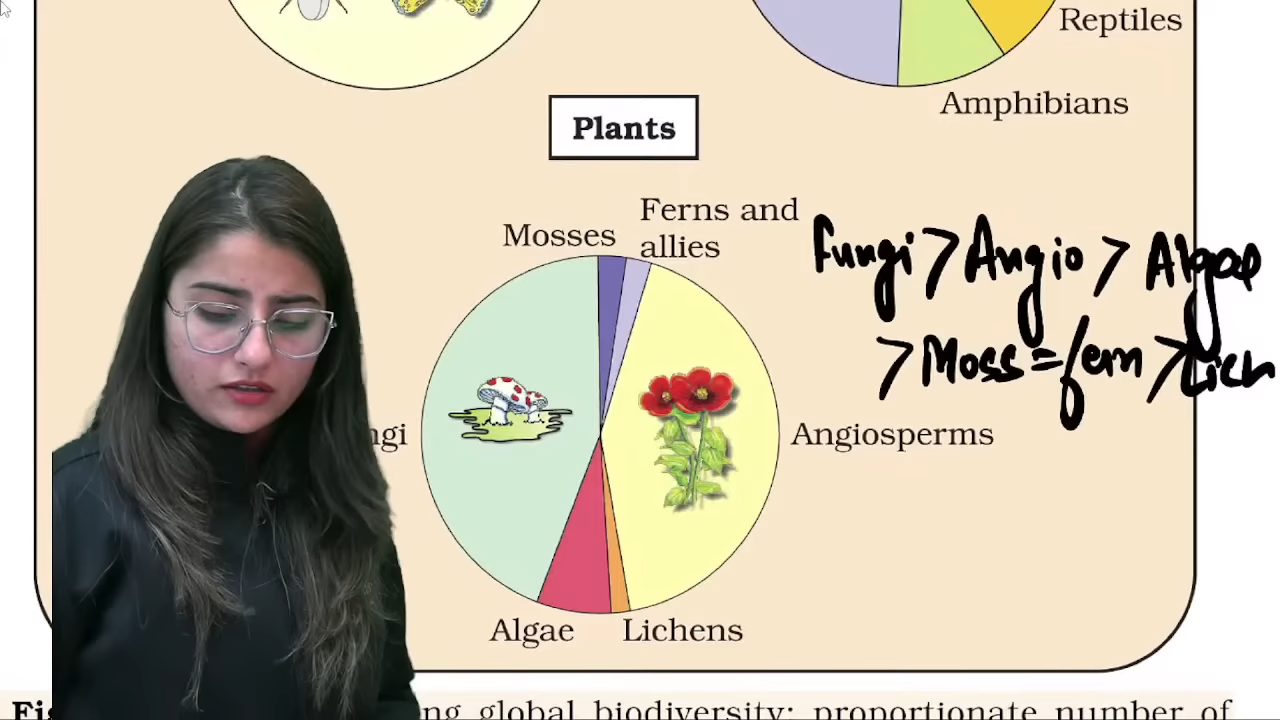 Reptiles
Amphibians
Plants
Ferns and
allies
Mosses
Fungi > Angio > Algae
> Moss = fern > Lich
ngi
Angiosperms
Algae
Lichens
ng global biodiversity: proportionate number of